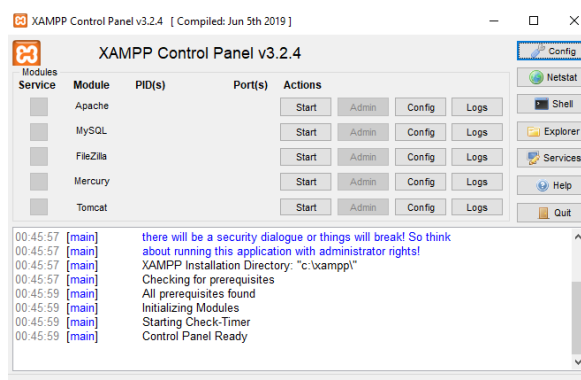 XAMPP Control Panel v3.2.4 [ Compiled: Jun 5th 2019 ]
XAMPP Control Panel v3.2.4
Config
Modules
Service Module PID(s) Port(s) Actions
Netstat
Apache Start Admin Config Logs
Shell
MySQL Start Admin Config Logs
Explorer
FileZilla Start Admin Config Logs
Services
Mercury Start Admin Config Logs
Help
Tomcat Start Admin Config Logs
Quit
00:45:57 [main] there will be a security dialogue or things will break! So think
00:45:57 [main] about running this application with administrator rights!
00:45:57 [main] XAMPP Installation Directory: "c:\xampp\"
00:45:57 [main] Checking for prerequisites
00:45:59 [main] All prerequisites found
00:45:59 [main] Initializing Modules
00:45:59 [main] Starting Check-Timer
00:45:59 [main] Control Panel Ready